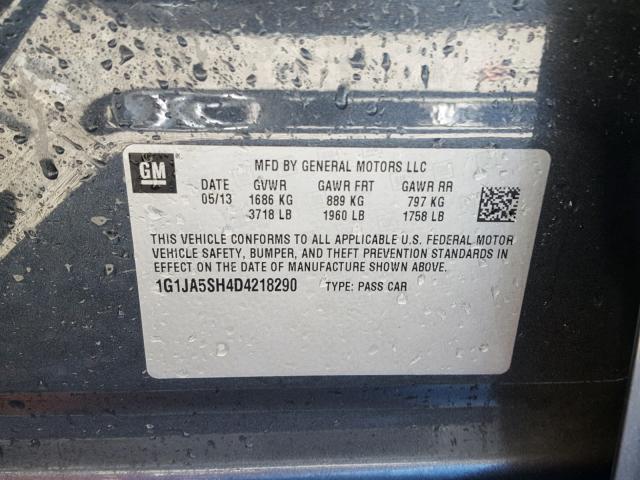 GM
MFD BY GENERAL MOTORS LLC
DATE GVWR GAWR FRT GAWR RR
05/13 1686 KG 889 KG 797 KG
3718 LB 1960 LB 1758 LB
THIS VEHICLE CONFORMS TO ALL APPLICABLE U.S. FEDERAL MOTOR
VEHICLE SAFETY, BUMPER, AND THEFT PREVENTION STANDARDS IN
EFFECT ON THE DATE OF MANUFACTURE SHOWN ABOVE.
1G1JA5SH4D4218290 TYPE: PASS CAR